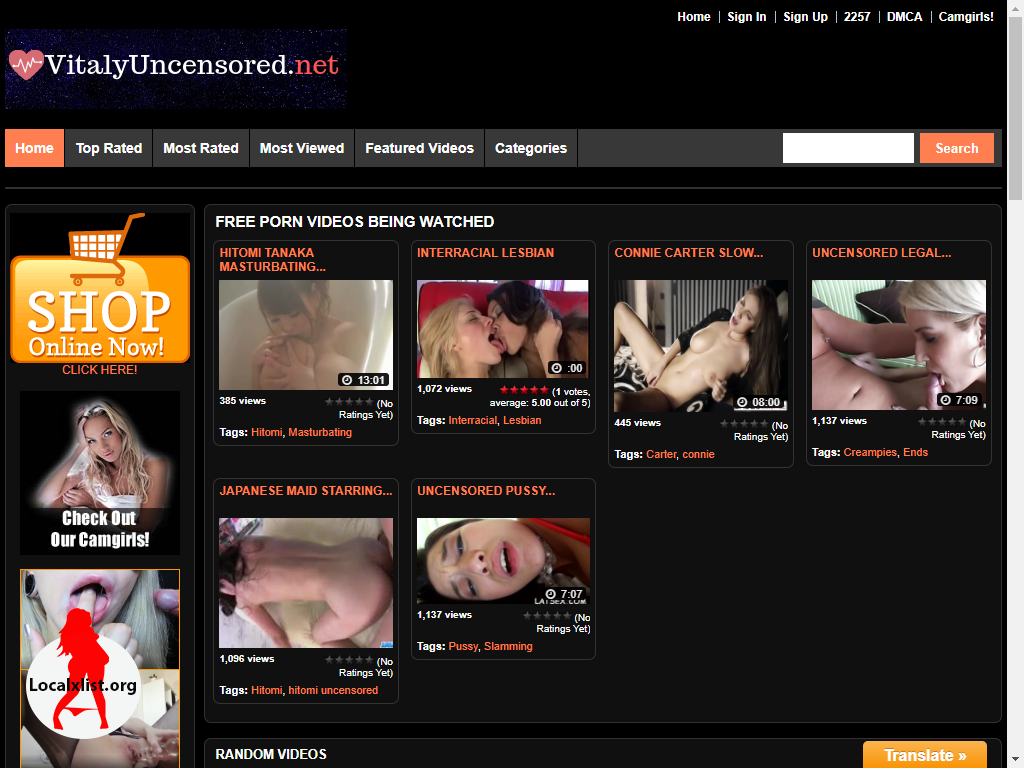 Home | Sign In | Sign Up | 2257 | DMCA | Camgirls!
VitalyUncensored.net
Home
Top Rated
Most Rated
Most Viewed
Featured Videos
Categories
Search
SHOP
Online Now!
CLICK HERE!
Check Out
Our Camgirls!
Localxlist.org
FREE PORN VIDEOS BEING WATCHED
HITOMI TANAKA
MASTURBATING...
13:01
385 views
(No
Ratings Yet)
Tags: Hitomi, Masturbating
INTERRACIAL LESBIAN
:00
1,072 views
(1 votes,
average: 5.00 out of 5)
Tags: Interracial, Lesbian
CONNIE CARTER SLOW...
08:00
445 views
(No
Ratings Yet)
Tags: Carter, connie
UNCENSORED LEGAL...
7:09
1,137 views
(No
Ratings Yet)
Tags: Creampies, Ends
JAPANESE MAID STARRING...
1,096 views
(No
Ratings Yet)
Tags: Hitomi, hitomi uncensored
UNCENSORED PUSSY...
7:07
LATSEX.COM
1,137 views
(No
Ratings Yet)
Tags: Pussy, Slamming
RANDOM VIDEOS
Translate »